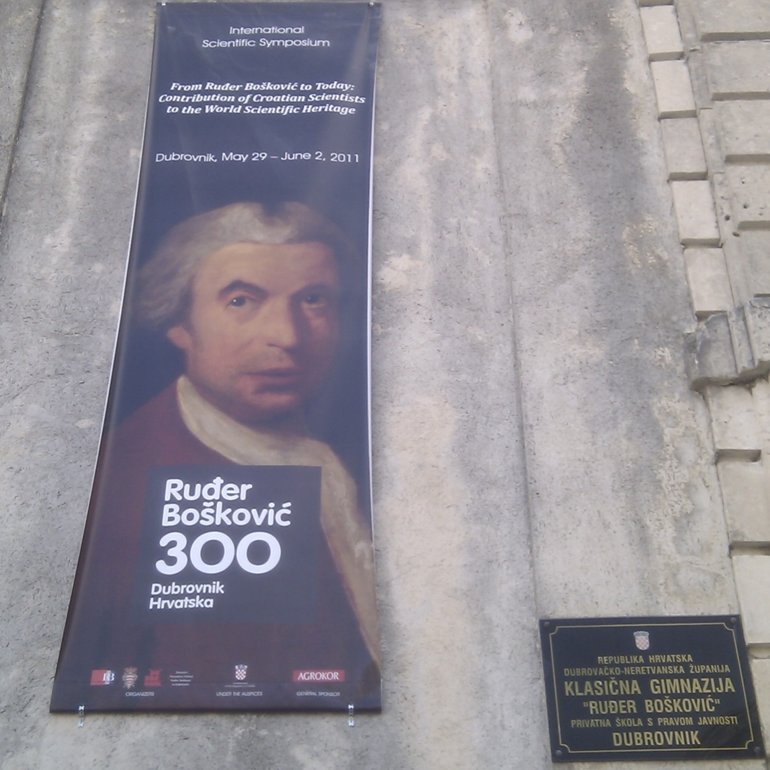 International
Scientific Symposium
From Ruđer Bošković to Today:
Contribution of Croatian Scientists
to the World Scientific Heritage
Dubrovnik, May 29 – June 2, 2011
Ruđer
Bošković
300
Dubrovnik
Hrvatska
ORGANIZERS
UNDER THE AUSPICES
AGROKOR
GENERAL SPONSOR
REPUBLIKA HRVATSKA
DUBROVAČKO-NERETVANSKA ŽUPANIJA
KLASIČNA GIMNAZIJA
"RUĐER BOŠKOVIĆ"
PRIVATNA ŠKOLA S PRAVOM JAVNOSTI
DUBROVNIK